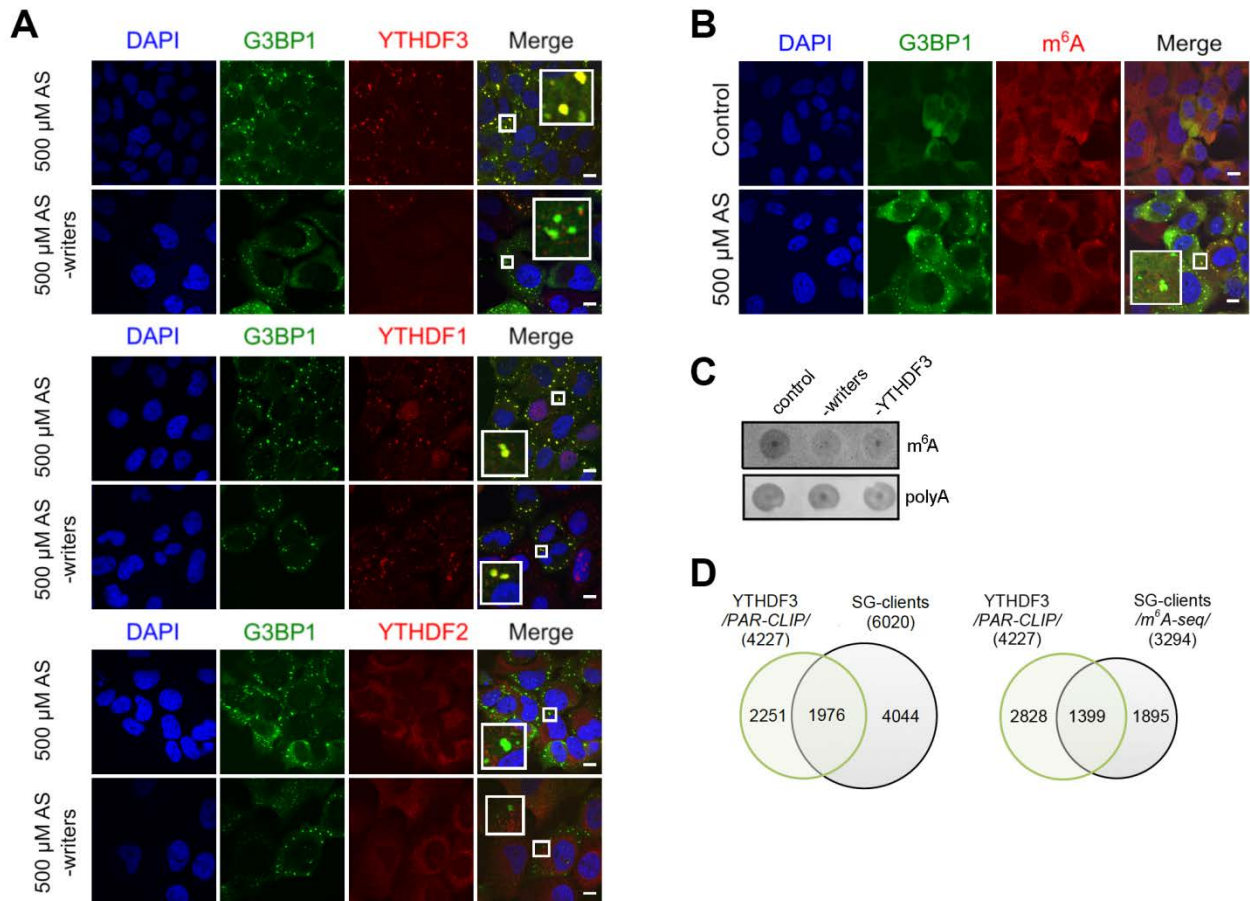 A
DAPI G3BP1 YTHDF3 Merge
500 µM AS
500 µM AS
-writers
DAPI G3BP1 YTHDF1 Merge
500 µM AS
500 µM AS
-writers
DAPI G3BP1 YTHDF2 Merge
500 µM AS
500 µM AS
-writers
B
DAPI G3BP1 m⁶A Merge
Control
500 µM AS
C
control -writers -YTHDF3
m⁶A
polyA
D
YTHDF3
/PAR-CLIP/
(4227)
SG-clients
(6020)
2251 1976 4044
YTHDF3
/PAR-CLIP/
(4227)
SG-clients
/m⁶A-seq/
(3294)
2828 1399 1895